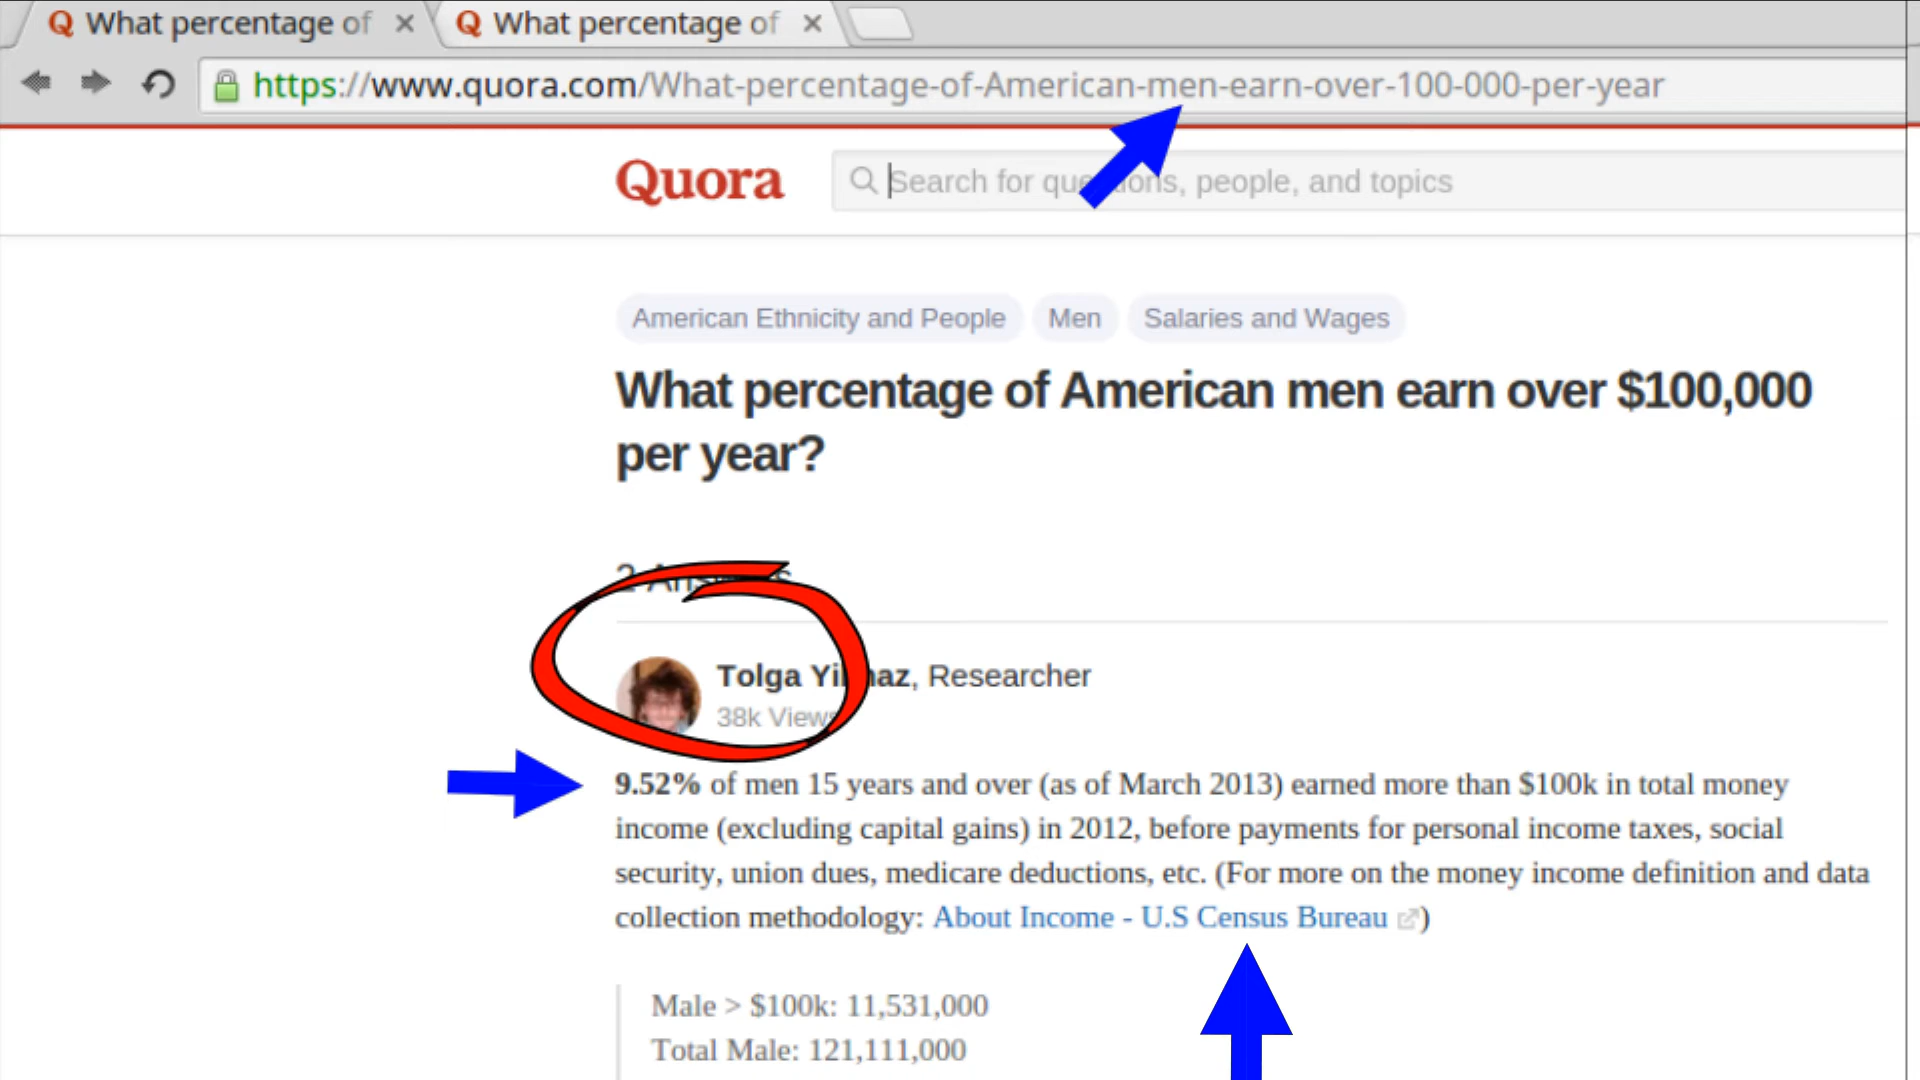 What percentage of
What percentage of
https://www.quora.com/What-percentage-of-American-men-earn-over-100-000-per-year
Quora
Search for questions, people, and topics
American Ethnicity and People Men Salaries and Wages
What percentage of American men earn over $100,000
per year?
2 Answers
Tolga Yilmaz, Researcher
38k Views
9.52% of men 15 years and over (as of March 2013) earned more than $100k in total money
income (excluding capital gains) in 2012, before payments for personal income taxes, social
security, union dues, medicare deductions, etc. (For more on the money income definition and data
collection methodology: About Income - U.S Census Bureau )
Male > $100k: 11,531,000
Total Male: 121,111,000